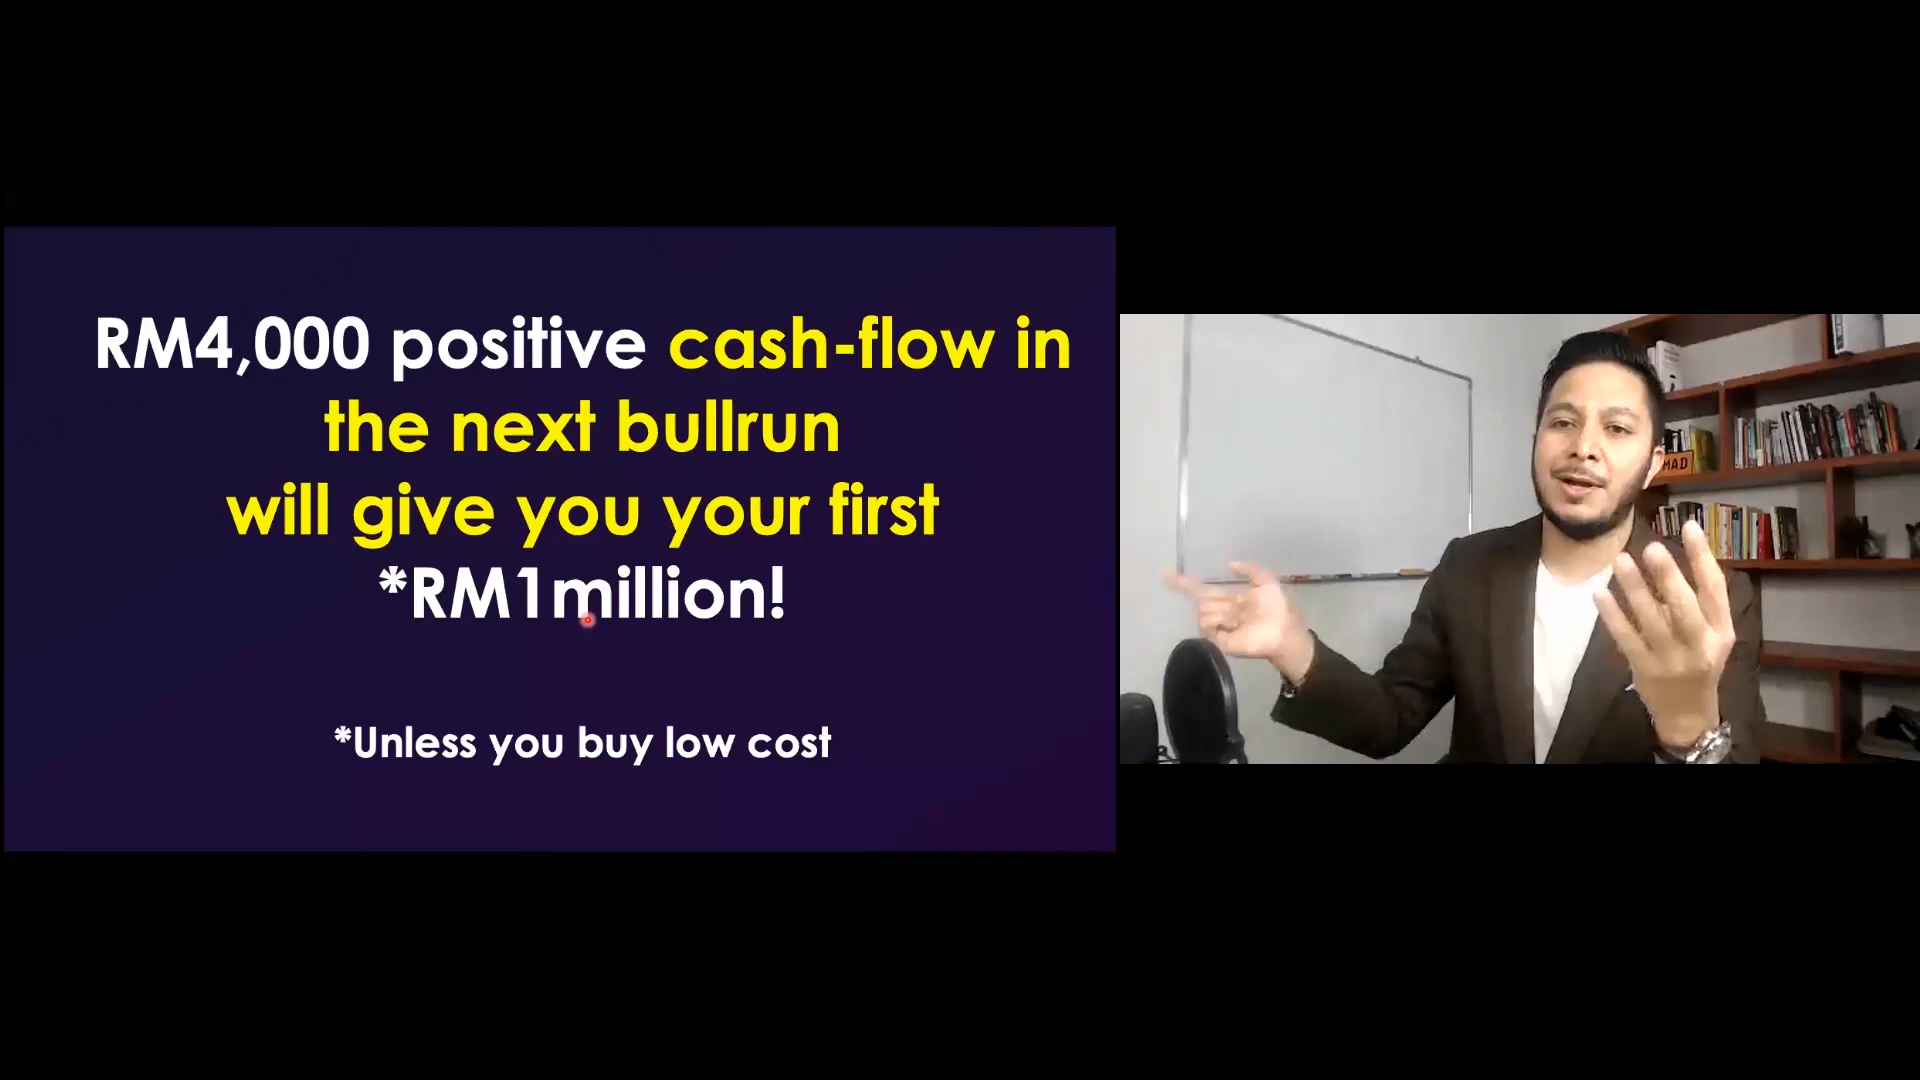 RM4,000 positive cash-flow in
the next bullrun
will give you your first
*RM1million!
*Unless you buy low cost
MAD